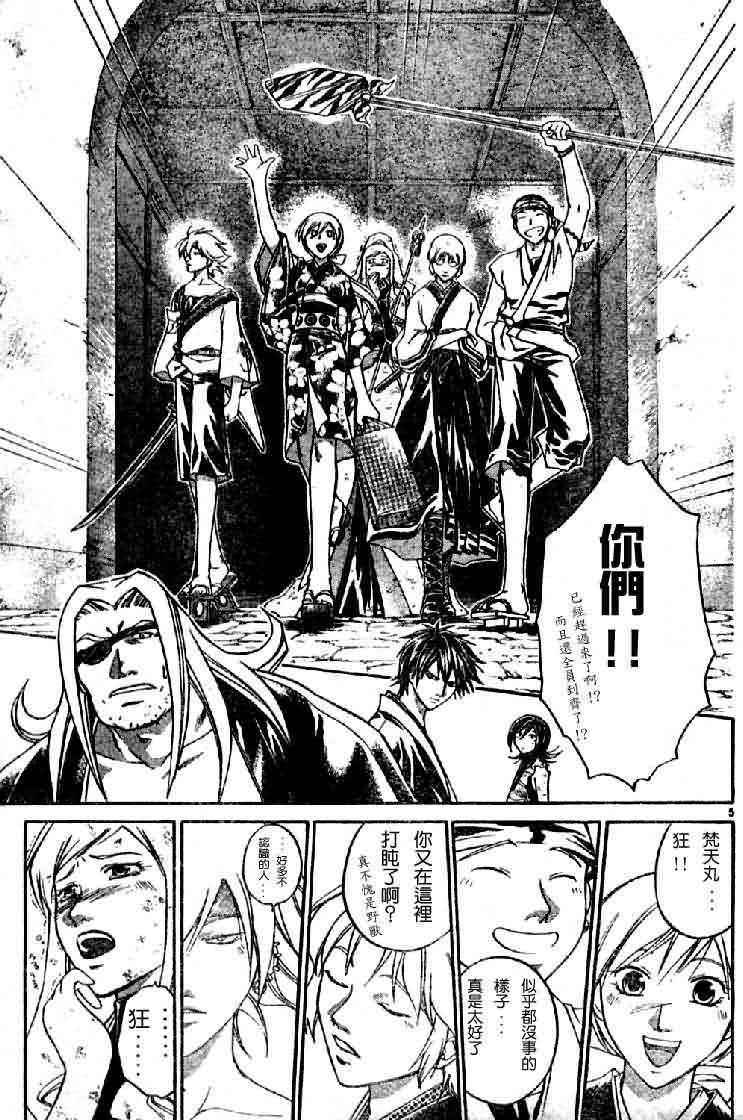 你們!!
已經趕過來了啊!?
而且還全員到齊了!?
5
梵天丸…
狂!!
似乎都沒事的
樣子…
真是太好了
你又在這裡
打盹了啊?
真不愧是野獸
…好多不
認識的人…
……
狂…